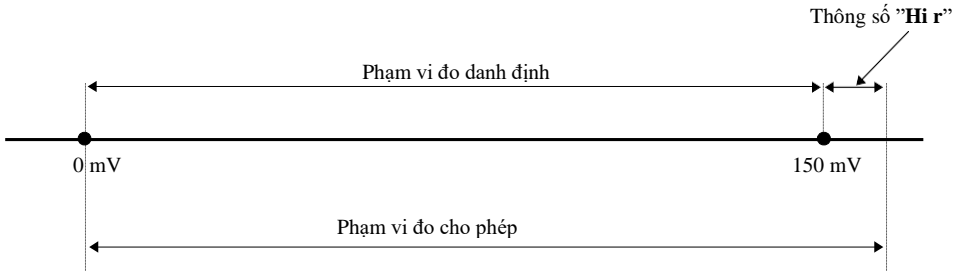 Thông số ”Hi r”
Phạm vi đo danh định
0 mV
150 mV
Phạm vi đo cho phép